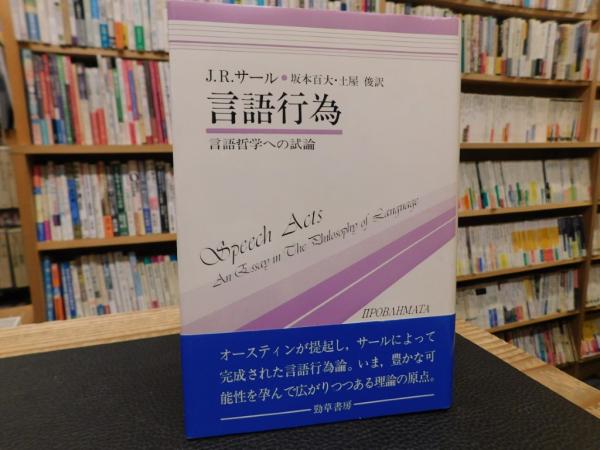 J.R.サール●坂本百大・土屋 俊訳
言語行為
言語哲学への試論
Speech Acts
An Essay in The Philosophy of Language
ΠΡΟΒΛΗΜΑΤΑ
オースティンが提起し，サールによって
完成された言語行為論。いま，豊かな可
能性を孕んで広がりつつある理論の原点。
勁草書房